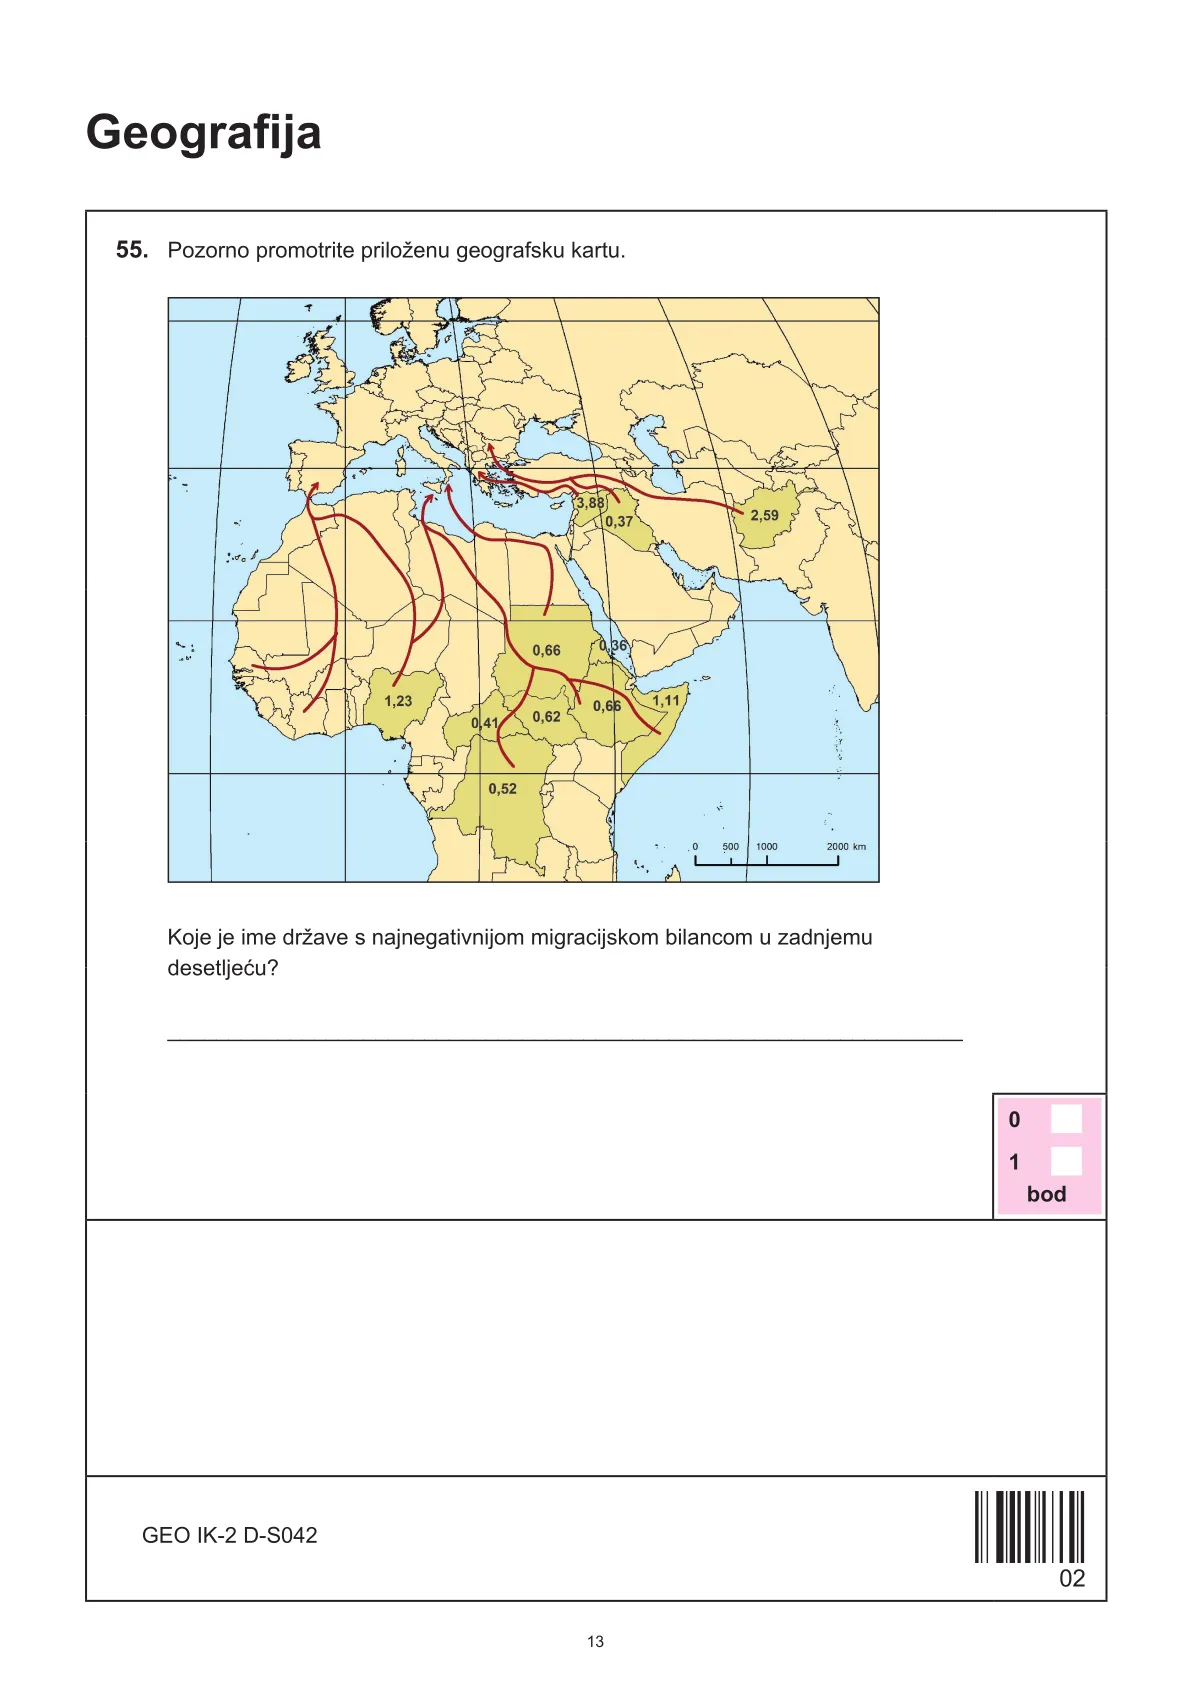 Geografija
55. Pozorno promotrite priloženu geografsku kartu.
3,88
0,37
2,59
0,66
0,36
1,23
0,41
0,62
0,66
1,11
0,52
0 500 1000 2000 km
Koje je ime države s najnegativnijom migracijskom bilancom u zadnjemu
desetljeću?
0
1
bod
GEO IK-2 D-S042
02
13